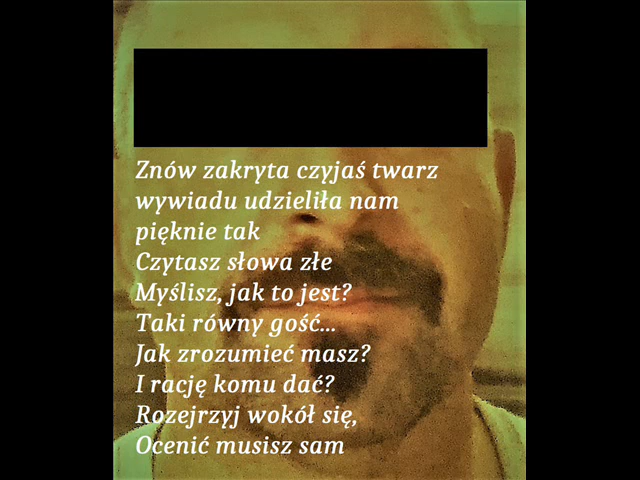 Znów zakryta czyjaś twarz
wywiadu udzieliła nam
pięknie tak
Czytasz słowa złe
Myślisz, jak to jest?
Taki równy gość...
Jak zrozumieć masz?
I rację komu dać?
Rozejrzyj wokół się,
Ocenić musisz sam